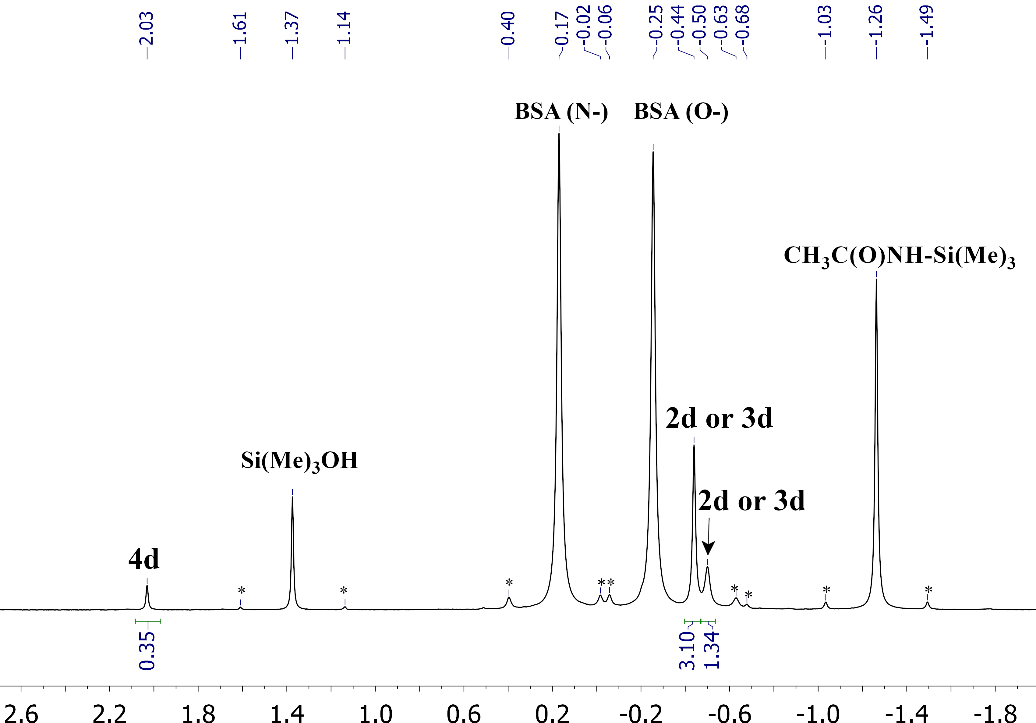 2.03
1.61
1.37
1.14
0.40
0.17
-0.02
-0.06
-0.25
-0.44
-0.50
-0.63
-0.68
-1.03
-1.26
-1.49
BSA (N-) BSA (O-)
CH₃C(O)NH-Si(Me)₃
2d or 3d
Si(Me)₃OH
2d or 3d
4d
* * * * * * * * *
0.35
3.10
1.34
2.6 2.2 1.8 1.4 1.0 0.6 0.2 -0.2 -0.6 -1.0 -1.4 -1.8